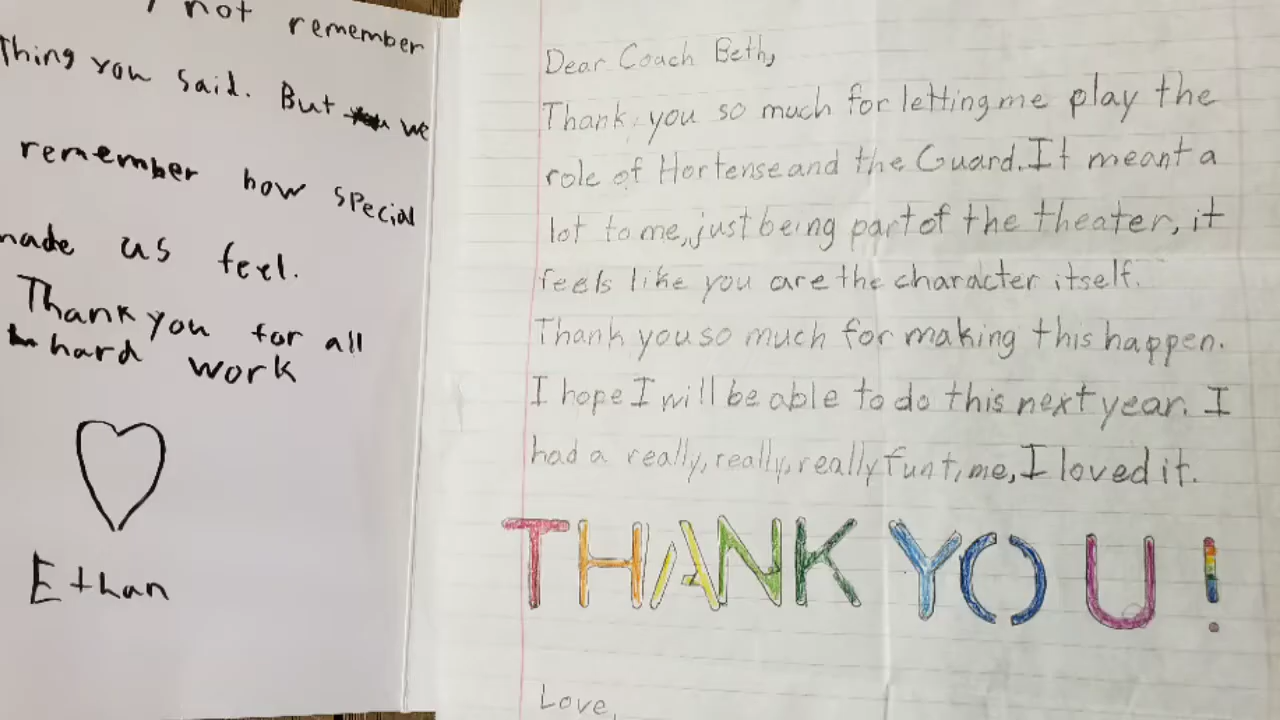 not remember
Thing you said. But we
remember how special
made us feel.
Thank you for all
hard work
Ethan
Dear Coach Beth,
Thank you so much for letting me play the
role of Hortense and the Guard. It meant a
lot to me, just being part of the theater, it
feels like you are the character itself.
Thank you so much for making this happen.
I hope I will be able to do this next year. I
had a really, really, really fun time, I loved it.
THANK YOU!
Love,